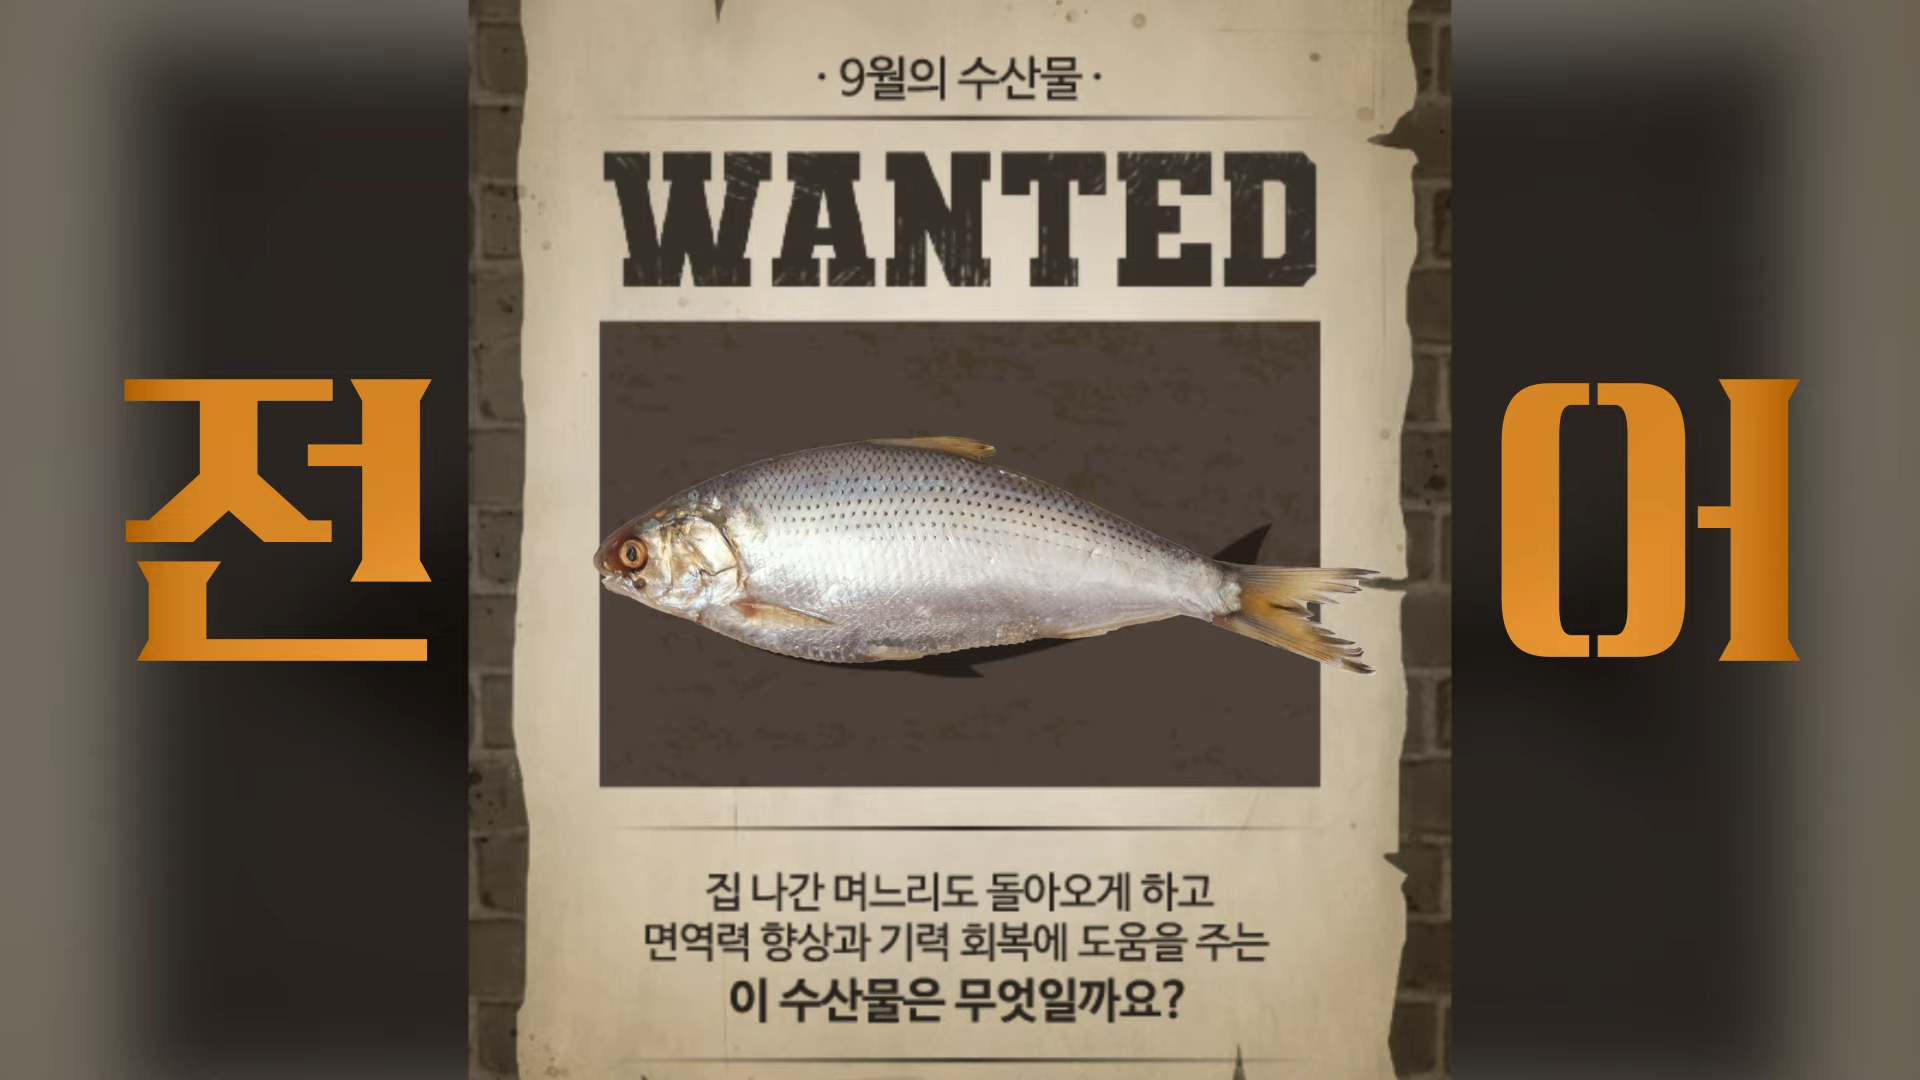 · 9월의 수산물 ·
WANTED
전 어
집 나간 며느리도 돌아오게 하고
면역력 향상과 기력 회복에 도움을 주는
이 수산물은 무엇일까요?